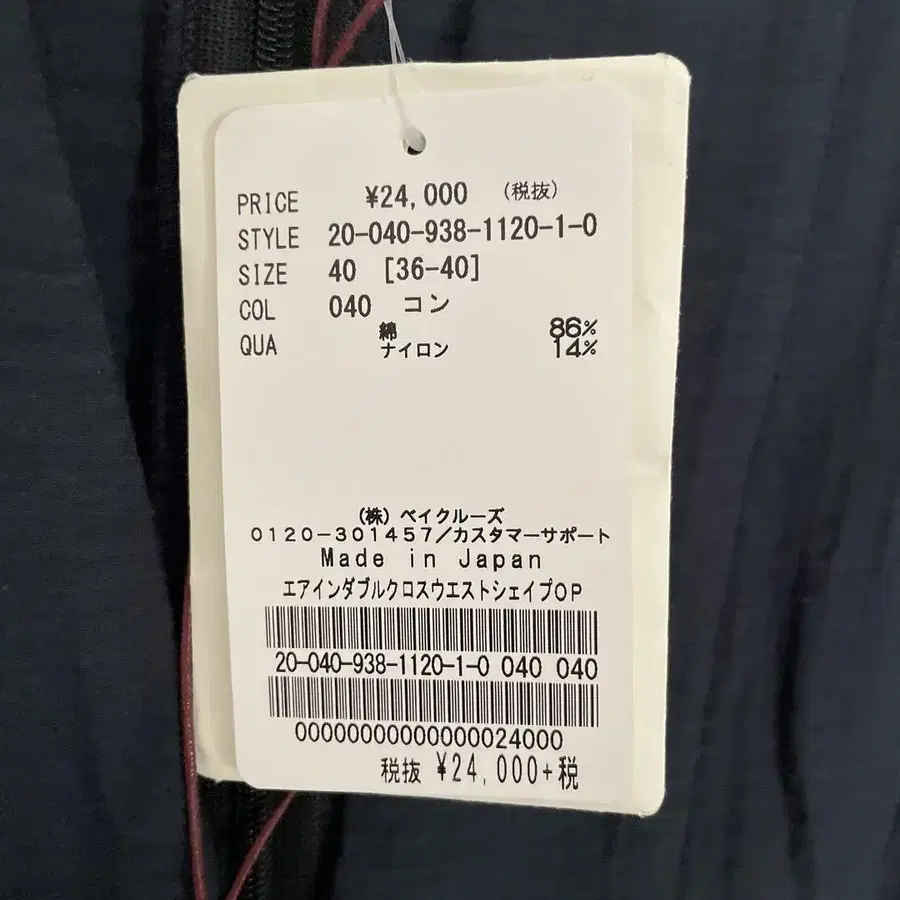 PRICE ¥24,000 (税抜)
STYLE 20-040-938-1120-1-0
SIZE 40 [36-40]
COL 040 コン
QUA 綿 86%
ナイロン 14%
(株) ベイクルーズ
0120-301457/カスタマーサポート
Made in Japan
エアインダブルクロスウエストシェイプOP
20-040-938-1120-1-0 040 040
00000000000000024000
税抜 ¥24,000+税